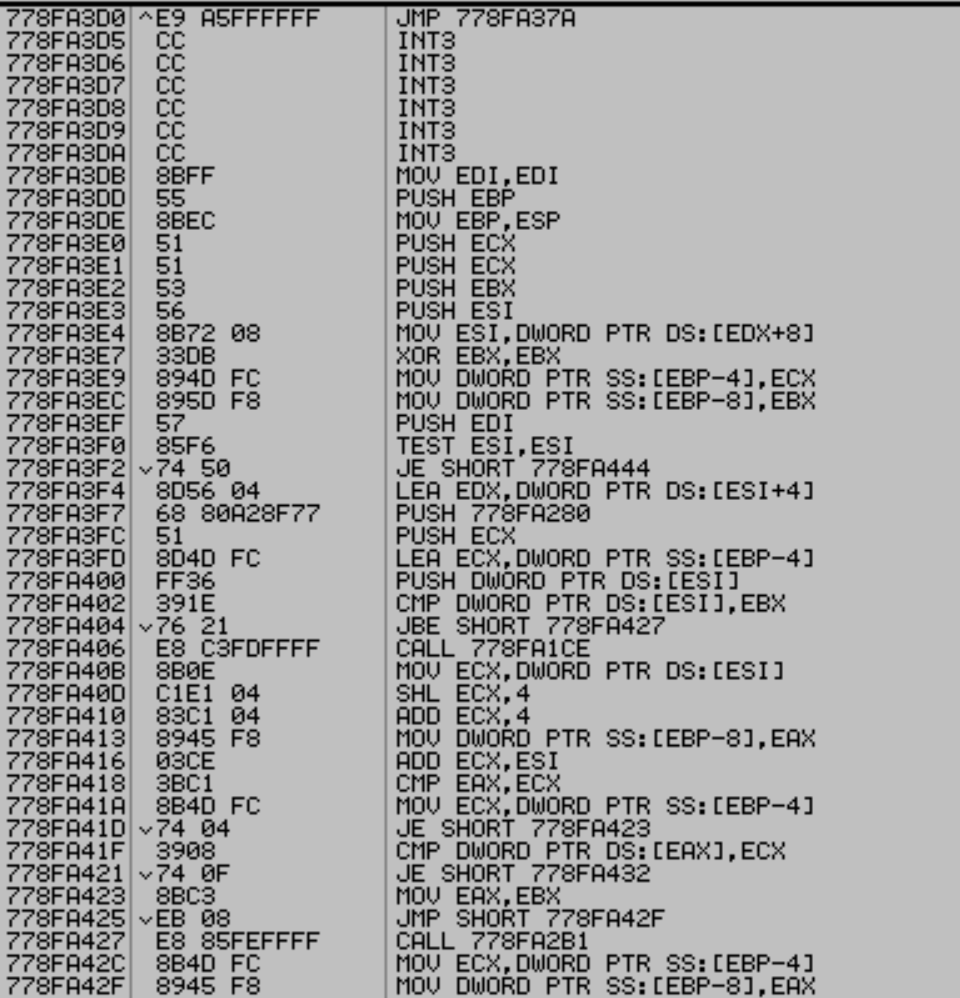 778FA3D0 ^E9 A5FFFFFF JMP 778FA37A
778FA3D5 CC INT3
778FA3D6 CC INT3
778FA3D7 CC INT3
778FA3D8 CC INT3
778FA3D9 CC INT3
778FA3DA CC INT3
778FA3DB 8BFF MOV EDI,EDI
778FA3DD 55 PUSH EBP
778FA3DE 8BEC MOV EBP,ESP
778FA3E0 51 PUSH ECX
778FA3E1 51 PUSH ECX
778FA3E2 53 PUSH EBX
778FA3E3 56 PUSH ESI
778FA3E4 8B72 08 MOV ESI,DWORD PTR DS:[EDX+8]
778FA3E7 33DB XOR EBX,EBX
778FA3E9 894D FC MOV DWORD PTR SS:[EBP-4],ECX
778FA3EC 895D F8 MOV DWORD PTR SS:[EBP-8],EBX
778FA3EF 57 PUSH EDI
778FA3F0 85F6 TEST ESI,ESI
778FA3F2 v74 50 JE SHORT 778FA444
778FA3F4 8D56 04 LEA EDX,DWORD PTR DS:[ESI+4]
778FA3F7 68 80A28F77 PUSH 778FA280
778FA3FC 51 PUSH ECX
778FA3FD 8D4D FC LEA ECX,DWORD PTR SS:[EBP-4]
778FA400 FF36 PUSH DWORD PTR DS:[ESI]
778FA402 391E CMP DWORD PTR DS:[ESI],EBX
778FA404 v76 21 JBE SHORT 778FA427
778FA406 E8 C3FDFFFF CALL 778FA1CE
778FA40B 8B0E MOV ECX,DWORD PTR DS:[ESI]
778FA40D C1E1 04 SHL ECX,4
778FA410 83C1 04 ADD ECX,4
778FA413 8945 F8 MOV DWORD PTR SS:[EBP-8],EAX
778FA416 03CE ADD ECX,ESI
778FA418 3BC1 CMP EAX,ECX
778FA41A 8B4D FC MOV ECX,DWORD PTR SS:[EBP-4]
778FA41D v74 04 JE SHORT 778FA423
778FA41F 3908 CMP DWORD PTR DS:[EAX],ECX
778FA421 v74 0F JE SHORT 778FA432
778FA423 8BC3 MOV EAX,EBX
778FA425 vEB 08 JMP SHORT 778FA42F
778FA427 E8 85FEFFFF CALL 778FA2B1
778FA42C 8B4D FC MOV ECX,DWORD PTR SS:[EBP-4]
778FA42F 8945 F8 MOV DWORD PTR SS:[EBP-8],EAX